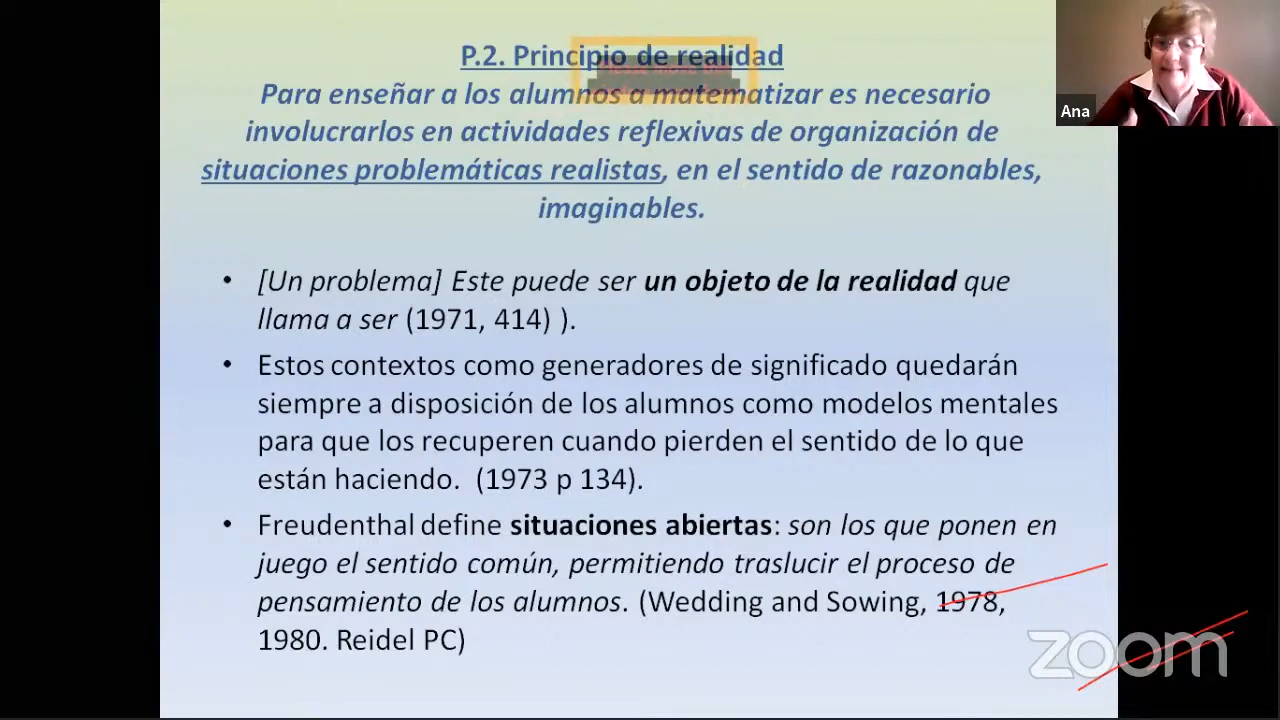 P.2. Principio de realidad
Para enseñar a los alumnos a matematizar es necesario
involucrarlos en actividades reflexivas de organización de
situaciones problemáticas realistas, en el sentido de razonables,
imaginables.
Ana
• [Un problema] Este puede ser un objeto de la realidad que
llama a ser (1971, 414) ).
• Estos contextos como generadores de significado quedarán
siempre a disposición de los alumnos como modelos mentales
para que los recuperen cuando pierden el sentido de lo que
están haciendo. (1973 p 134).
• Freudenthal define situaciones abiertas: son los que ponen en
juego el sentido común, permitiendo traslucir el proceso de
pensamiento de los alumnos. (Wedding and Sowing, 1978,
1980. Reidel PC)
zoom